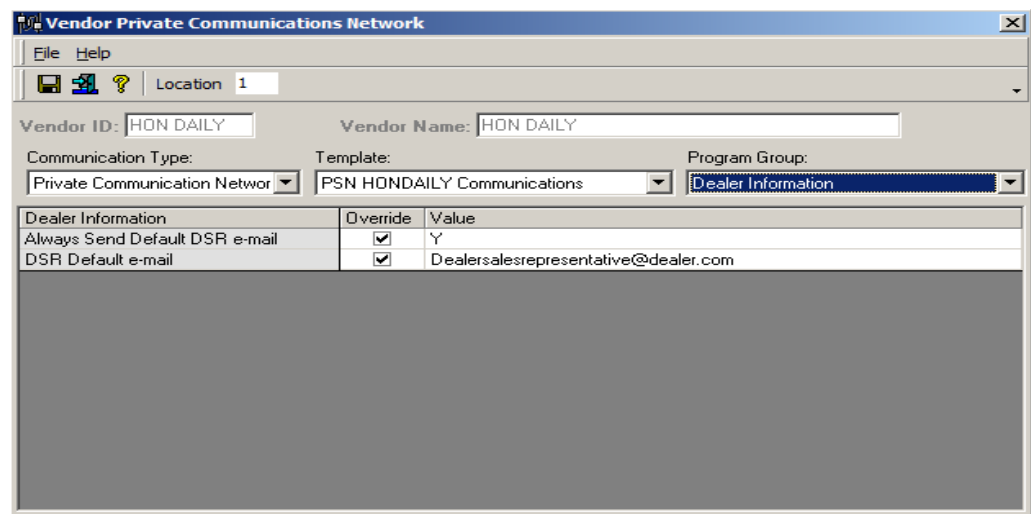 Vendor Private Communications Network
File Help
Location 1
Vendor ID: HON DAILY Vendor Name: HON DAILY
Communication Type: Template: Program Group:
Private Communication Networ PSN HONDAILY Communications Dealer Information
Dealer Information Override Value
Always Send Default DSR e-mail Y
DSR Default e-mail Dealersalesrepresentative@dealer.com